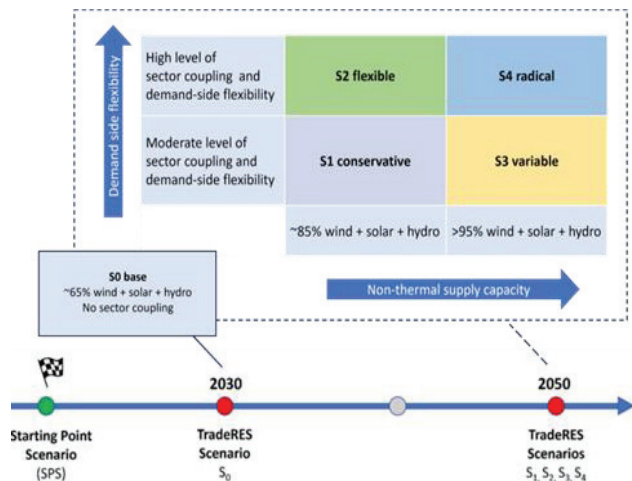 Demand side flexibility
High level of
sector coupling and
demand-side flexibility
S2 flexible
S4 radical
Moderate level of
sector coupling and
demand-side flexibility
S1 conservative
S3 variable
~85% wind + solar + hydro
>95% wind + solar + hydro
Non-thermal supply capacity
S0 base
~65% wind + solar + hydro
No sector coupling
2030
2050
Starting Point
Scenario
(SPS)
TradeRES
Scenario
S0
TradeRES
Scenarios
S1, S2, S3, S4